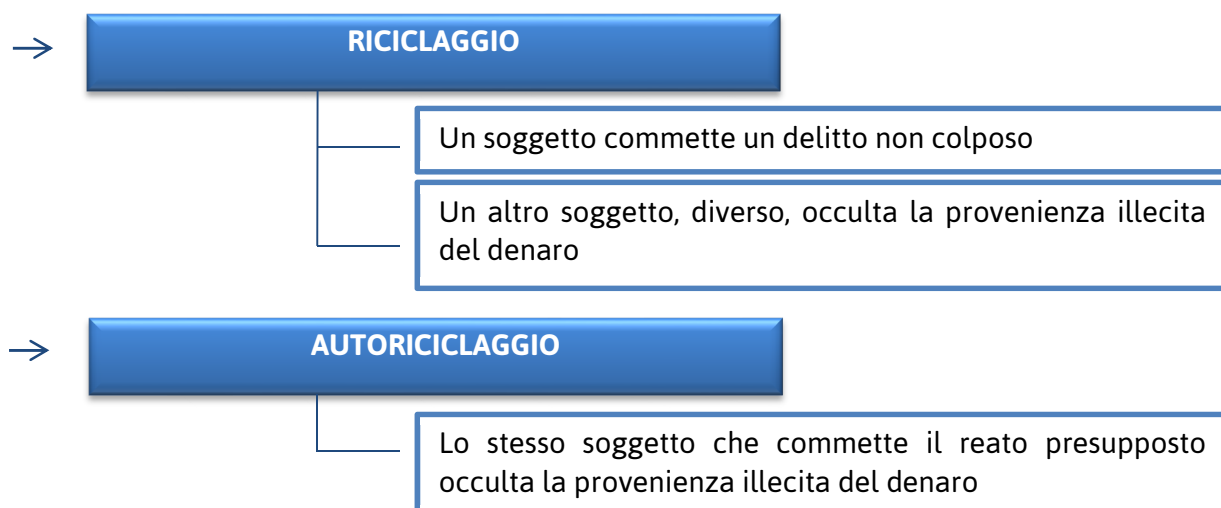 RICICLAGGIO
Un soggetto commette un delitto non colposo
Un altro soggetto, diverso, occulta la provenienza illecita
del denaro
AUTORICICLAGGIO
Lo stesso soggetto che commette il reato presupposto
occulta la provenienza illecita del denaro